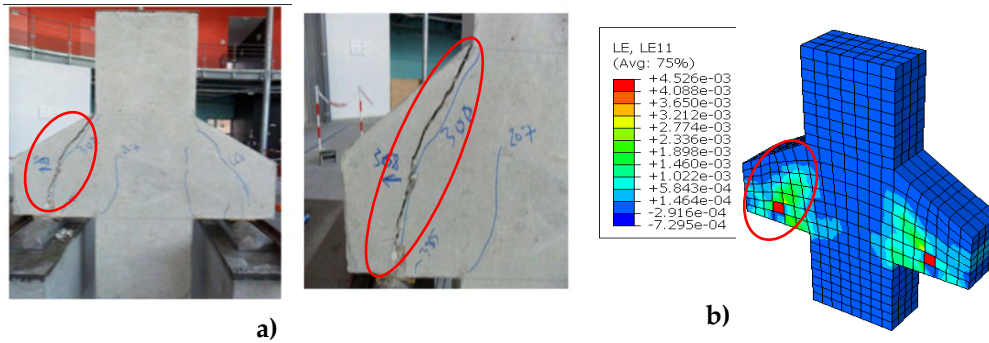 207
300
207
a)
LE, LE11
(Avg: 75%)
+4.526e-03
+4.088e-03
+3.650e-03
+3.212e-03
+2.774e-03
+2.336e-03
+1.898e-03
+1.460e-03
+1.022e-03
+5.843e-04
+1.464e-04
-2.916e-04
-7.295e-04
b)